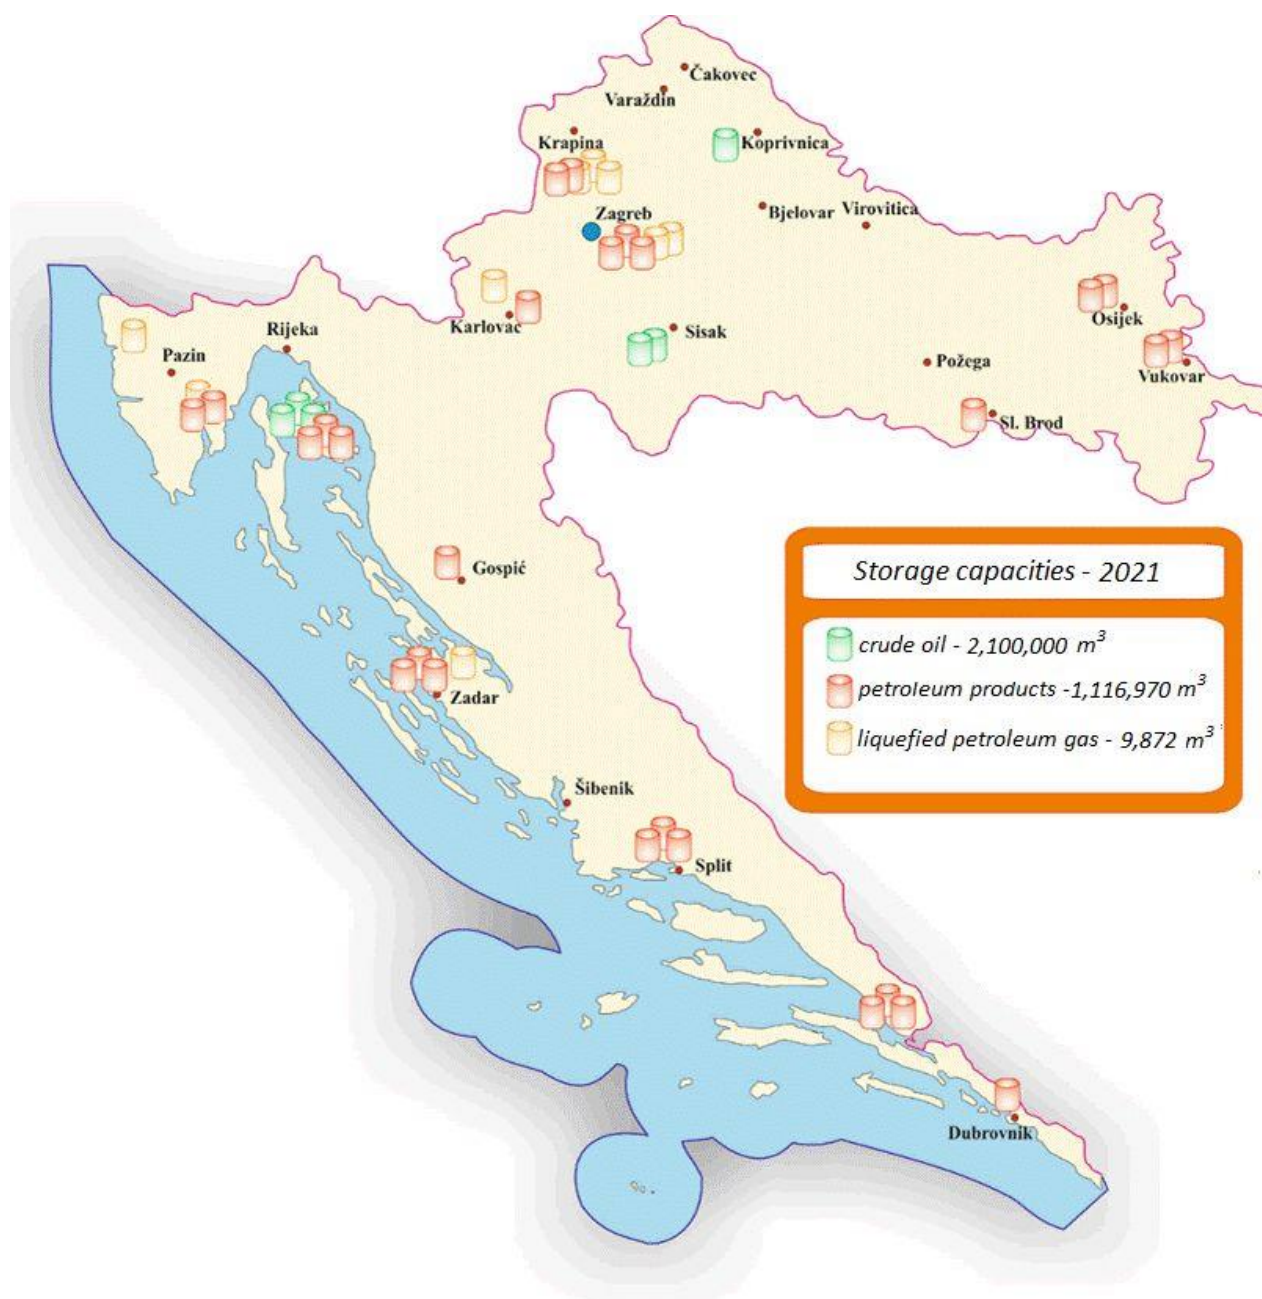 Čakovec
Varaždin
Krapina
Koprivnica
Zagreb
Bjelovar
Virovitica
Karlovac
Sisak
Osijek
Rijeka
Pazin
Požega
Vukovar
Sl. Brod
Gospić
Zadar
Šibenik
Split
Dubrovnik
Storage capacities - 2021
crude oil - 2,100,000 m³
petroleum products -1,116,970 m³
liquefied petroleum gas - 9,872 m³